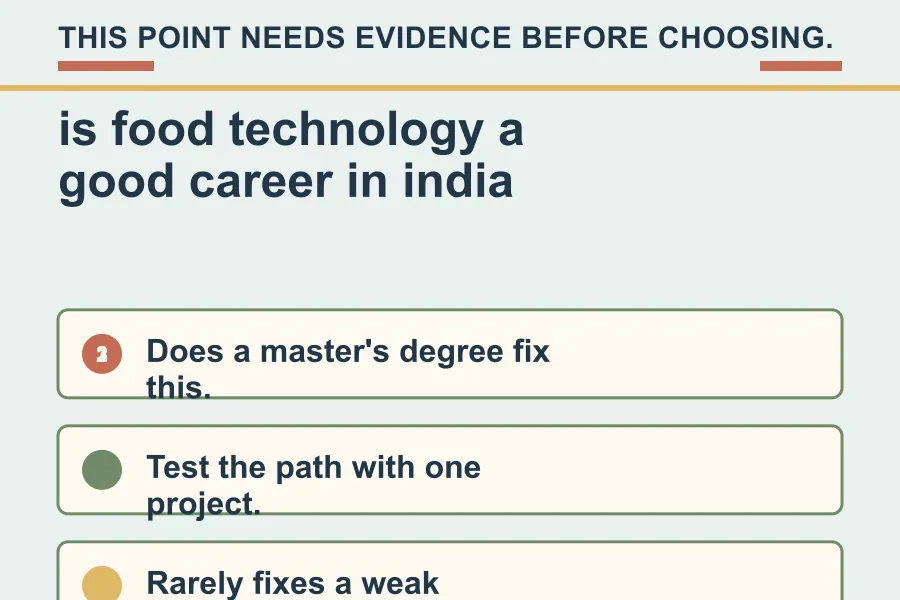 THIS POINT NEEDS EVIDENCE BEFORE CHOOSING.
is food technology a
good career in india
Does a master's degree fix
this.
Test the path with one
project.
Rarely fixes a weak